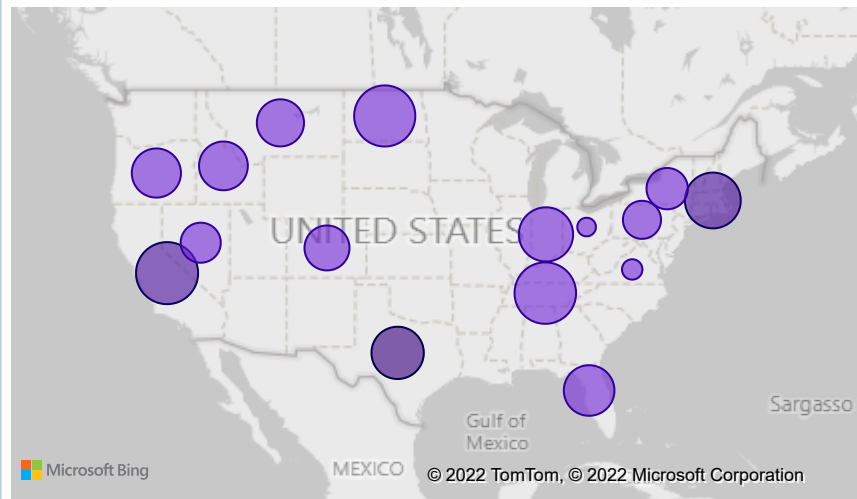 UNITED STATES
Sargasso
Gulf of
Mexico
Microsoft Bing
MEXICO
© 2022 TomTom, © 2022 Microsoft Corporation